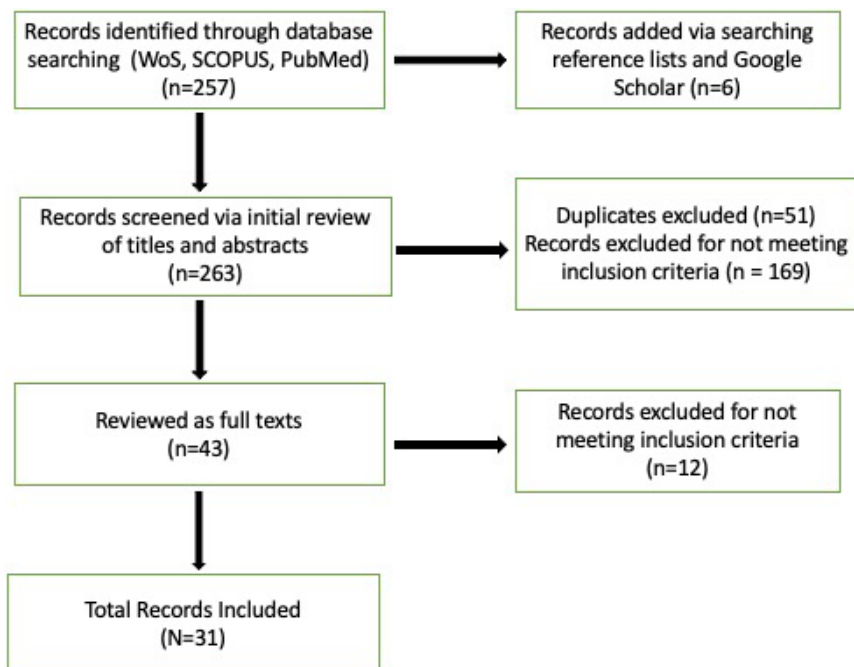 Records identified through database
searching (WoS, SCOPUS, PubMed)
(n=257)
Records added via searching
reference lists and Google
Scholar (n=6)
Records screened via initial review
of titles and abstracts
(n=263)
Duplicates excluded (n=51)
Records excluded for not meeting
inclusion criteria (n = 169)
Reviewed as full texts
(n=43)
Records excluded for not
meeting inclusion criteria
(n=12)
Total Records Included
(N=31)